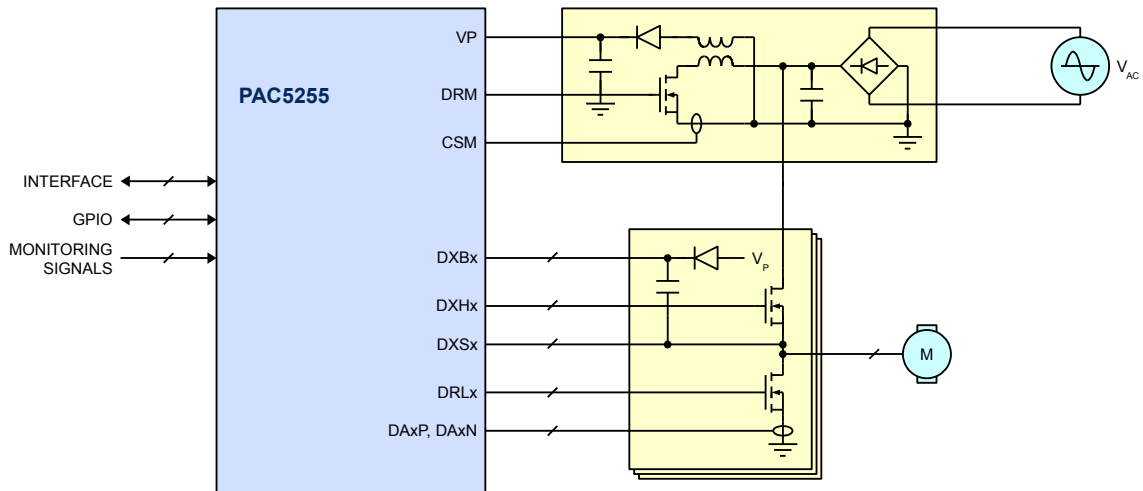 VP
PAC5255
DRM
CSM
V AC
INTERFACE
GPIO
MONITORING
SIGNALS
DXBx
V P
DXHx
DXSx
M
DRLx
DAxP, DAxN